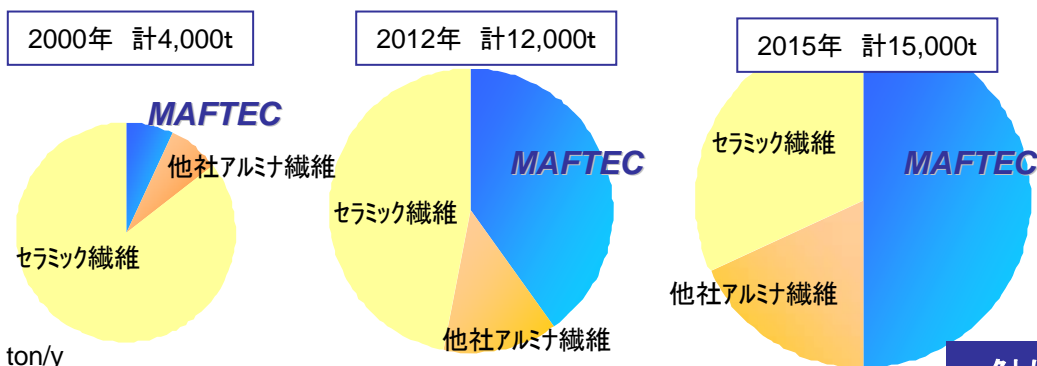 2000年 計4,000t
2012年 計12,000t
2015年 計15,000t
MAFTEC
他社アルミナ繊維
セラミック繊維
MAFTEC
セラミック繊維
他社アルミナ繊維
セラミック繊維
MAFTEC
他社アルミナ繊維
ton/y